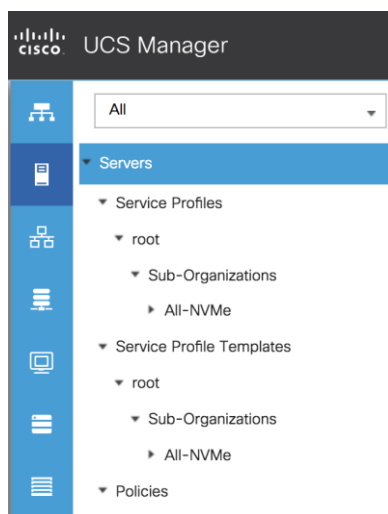 cisco UCS Manager
All
Servers
Service Profiles
root
Sub-Organizations
All-NVMe
Service Profile Templates
root
Sub-Organizations
All-NVMe
Policies